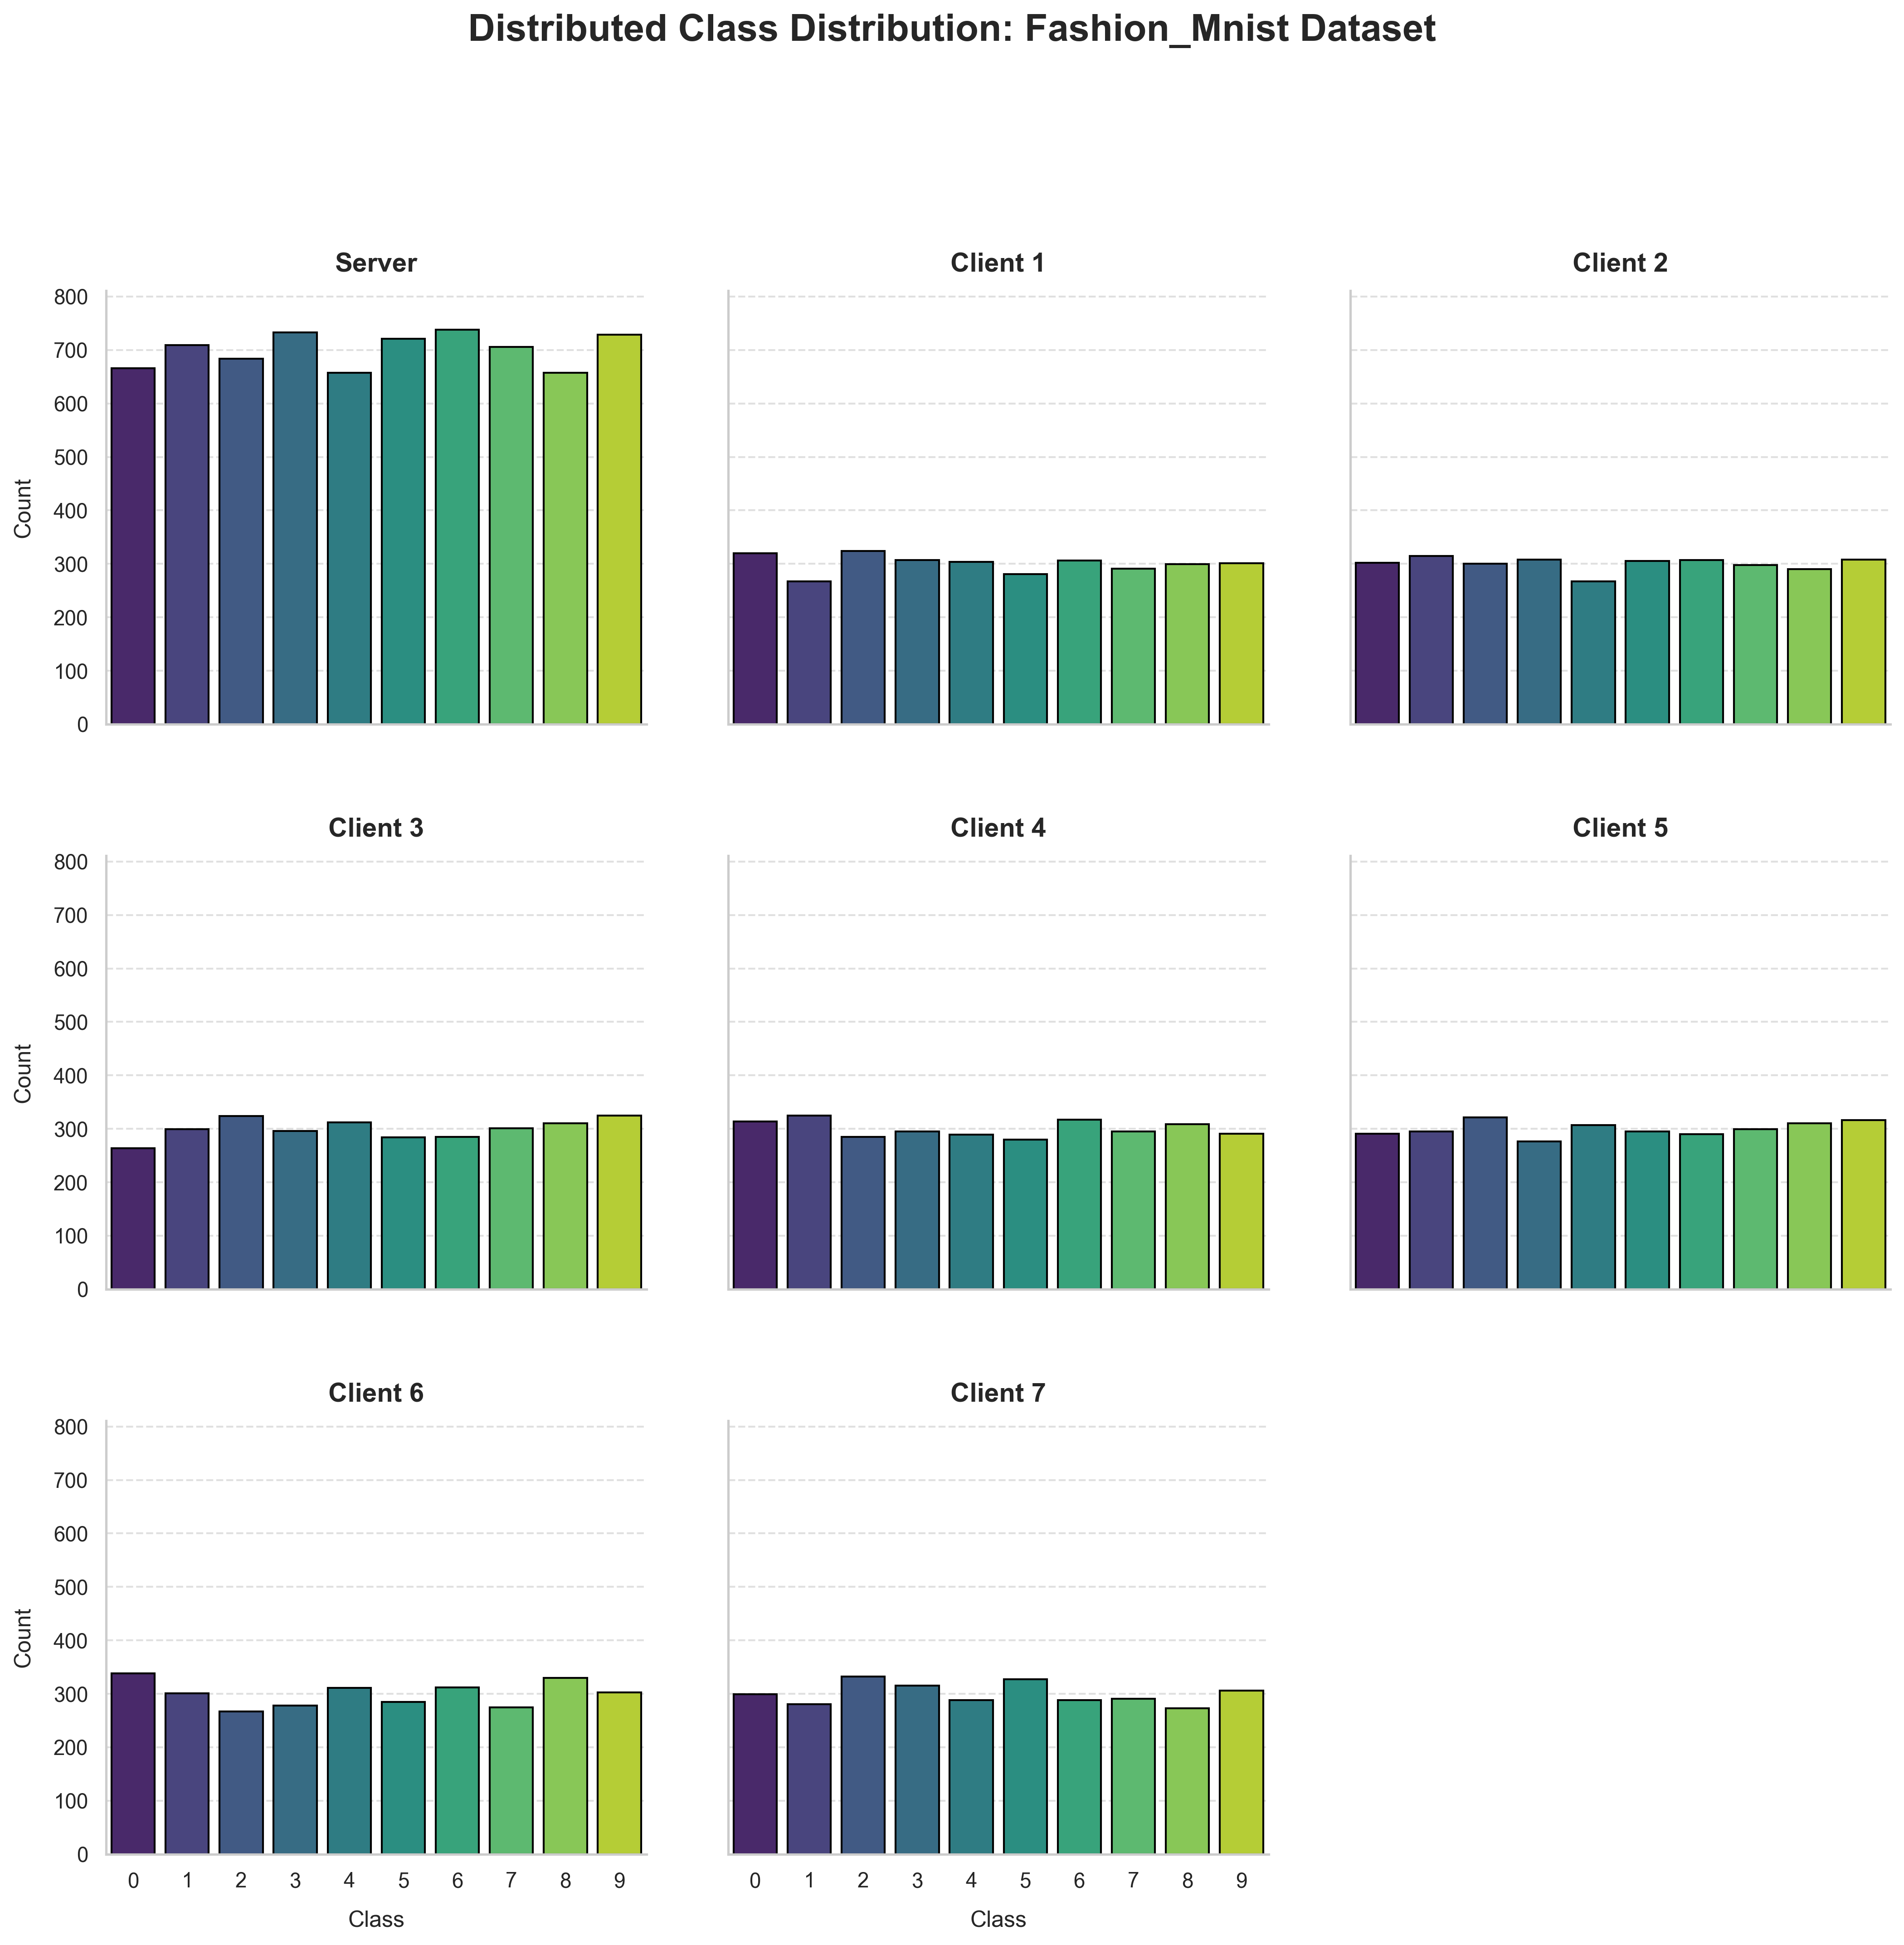 Distributed Class Distribution: Fashion_Mnist Dataset
Server
Client 1
Client 2
800
700
600
500
400
300
200
100
0
Count
Client 3
Client 4
Client 5
800
700
600
500
400
300
200
100
0
Count
Client 6
Client 7
800
700
600
500
400
300
200
100
0
Count
0 1 2 3 4 5 6 7 8 9
Class
0 1 2 3 4 5 6 7 8 9
Class